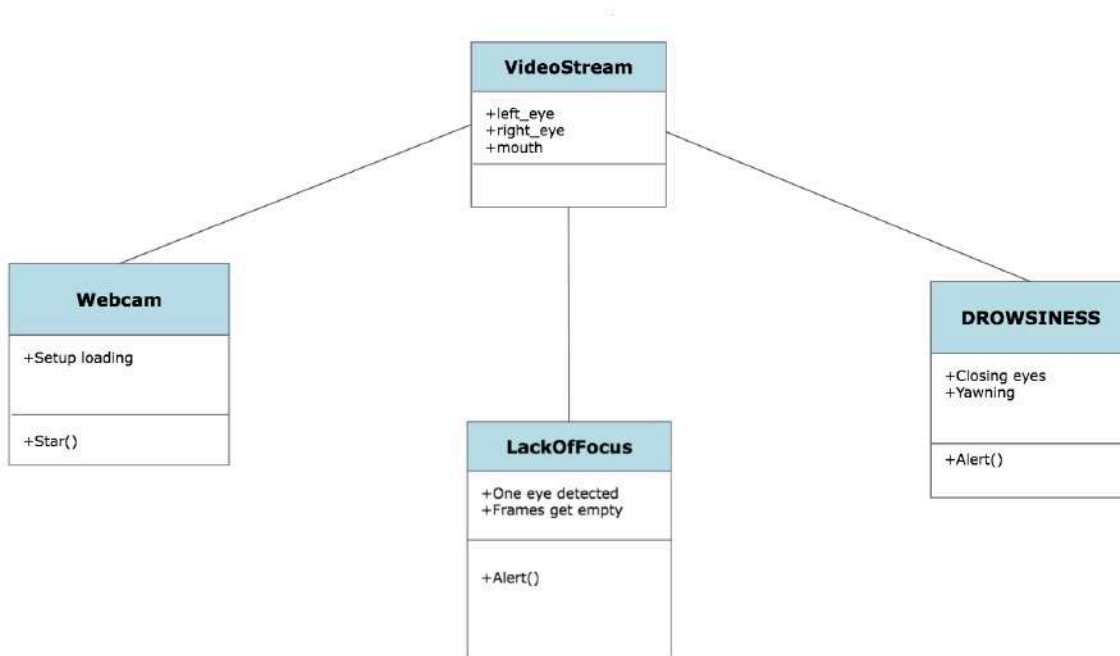 VideoStream
+left_eye
+right_eye
+mouth
Webcam
+Setup loading
+Star()
LackOfFocus
+One eye detected
+Frames get empty
+Alert()
DROWSINESS
+Closing eyes
+Yawning
+Alert()